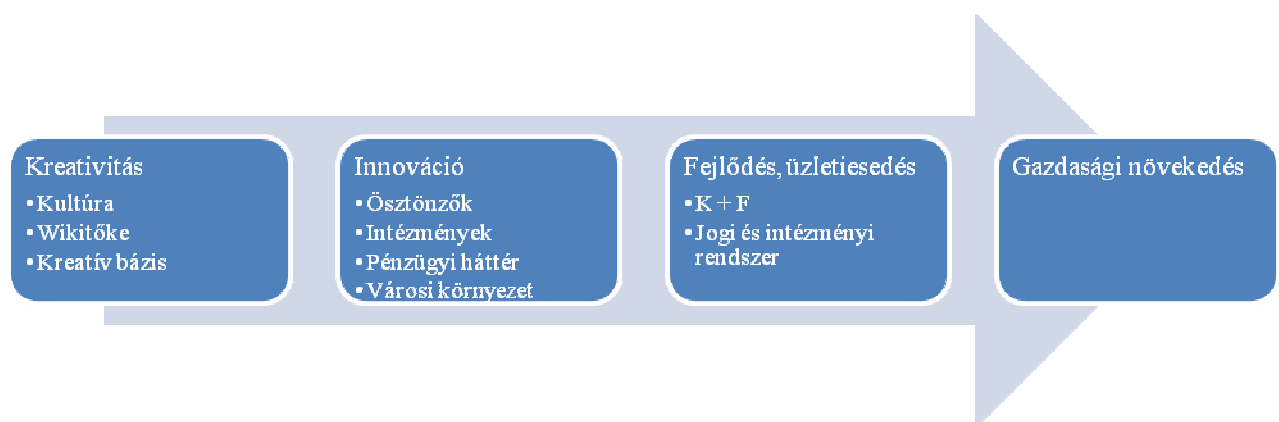 Kreativitás
• Kultúra
• Wikitőke
• Kreatív bázis
Innováció
• Ösztönzők
• Intézmények
• Pénzügyi háttér
• Városi környezet
Fejlődés, üzletiesedés
• K + F
• Jogi és intézményi
rendszer
Gazdasági növekedés